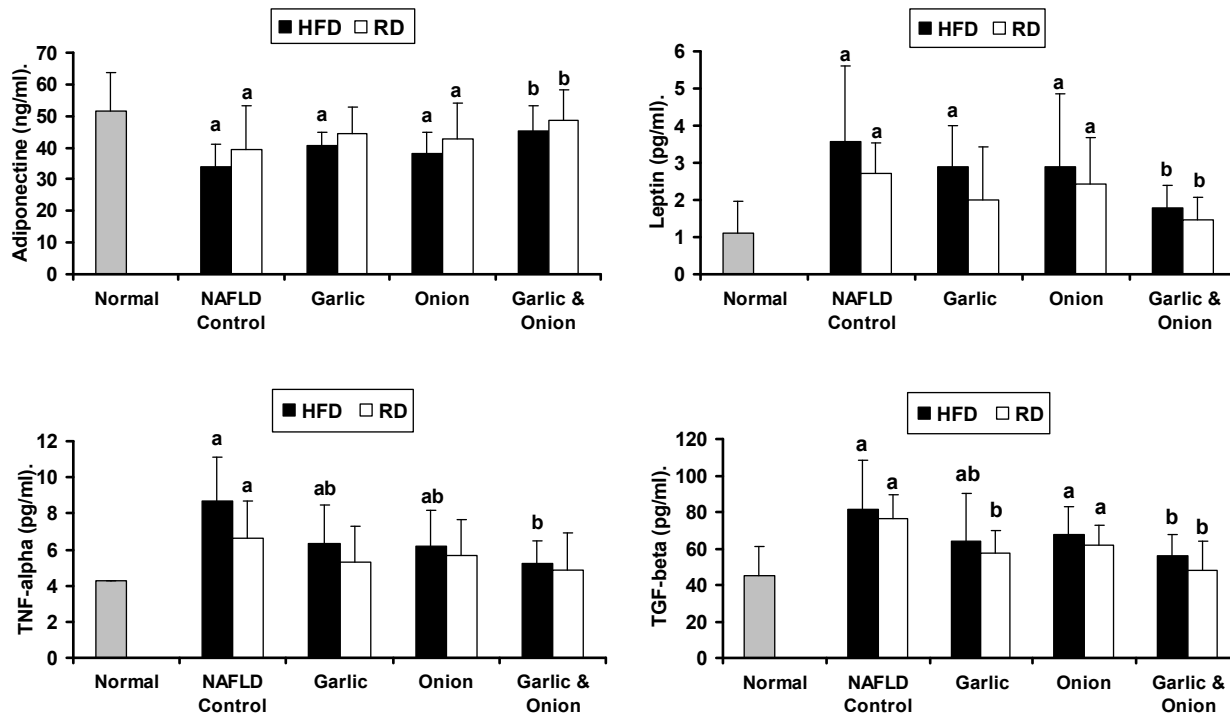 HFD RD
Adiponectine (ng/ml).
70
60
50
40
30
20
10
0
a
a
a
a
a
b
b
Normal
NAFLD
Control
Garlic
Onion
Garlic &
Onion
HFD RD
Leptin (pg/ml).
6
5
4
3
2
1
0
a
a
a
a
a
b
b
Normal
NAFLD
Control
Garlic
Onion
Garlic &
Onion
HFD RD
TNF-alpha (pg/ml).
12
10
8
6
4
2
0
a
a
ab
ab
b
Normal
NAFLD
Control
Garlic
Onion
Garlic &
Onion
HFD RD
TGF-beta (pg/ml).
120
100
80
60
40
20
0
a
a
ab
b
a
a
b
b
Normal
NAFLD
Control
Garlic
Onion
Garlic &
Onion